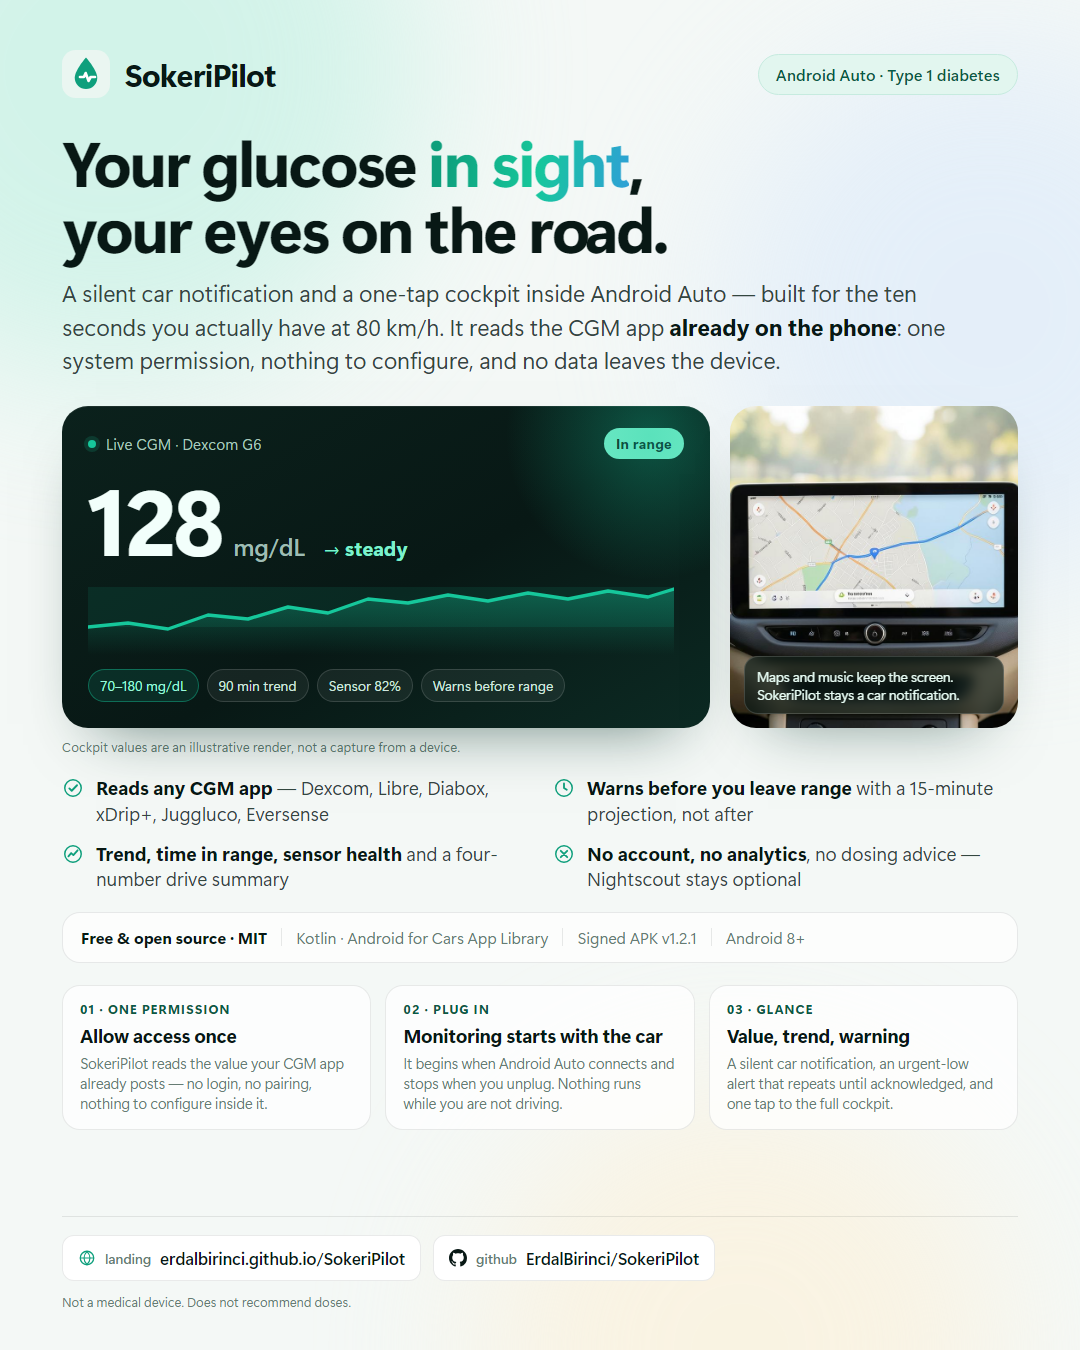 SokeriPilot
Android Auto · Type 1 diabetes
Your glucose in sight,
your eyes on the road.
A silent car notification and a one-tap cockpit inside Android Auto — built for the ten
seconds you actually have at 80 km/h. It reads the CGM app already on the phone: one
system permission, nothing to configure, and no data leaves the device.
Live CGM · Dexcom G6
In range
128 mg/dL → steady
70–180 mg/dL
90 min trend
Sensor 82%
Warns before range
Maps and music keep the screen.
SokeriPilot stays a car notification.
Cockpit values are an illustrative render, not a capture from a device.
Reads any CGM app — Dexcom, Libre, Diabox,
xDrip+, Juggluco, Eversense
Warns before you leave range with a 15-minute
projection, not after
Trend, time in range, sensor health and a four-
number drive summary
No account, no analytics, no dosing advice —
Nightscout stays optional
Free & open source · MIT
Kotlin · Android for Cars App Library
Signed APK v1.2.1
Android 8+
01 · ONE PERMISSION
Allow access once
SokeriPilot reads the value your CGM app
already posts — no login, no pairing,
nothing to configure inside it.
02 · PLUG IN
Monitoring starts with the car
It begins when Android Auto connects and
stops when you unplug. Nothing runs
while you are not driving.
03 · GLANCE
Value, trend, warning
A silent car notification, an urgent-low
alert that repeats until acknowledged, and
one tap to the full cockpit.
landing erdalbirinci.github.io/SokeriPilot
github ErdalBirinci/SokeriPilot
Not a medical device. Does not recommend doses.